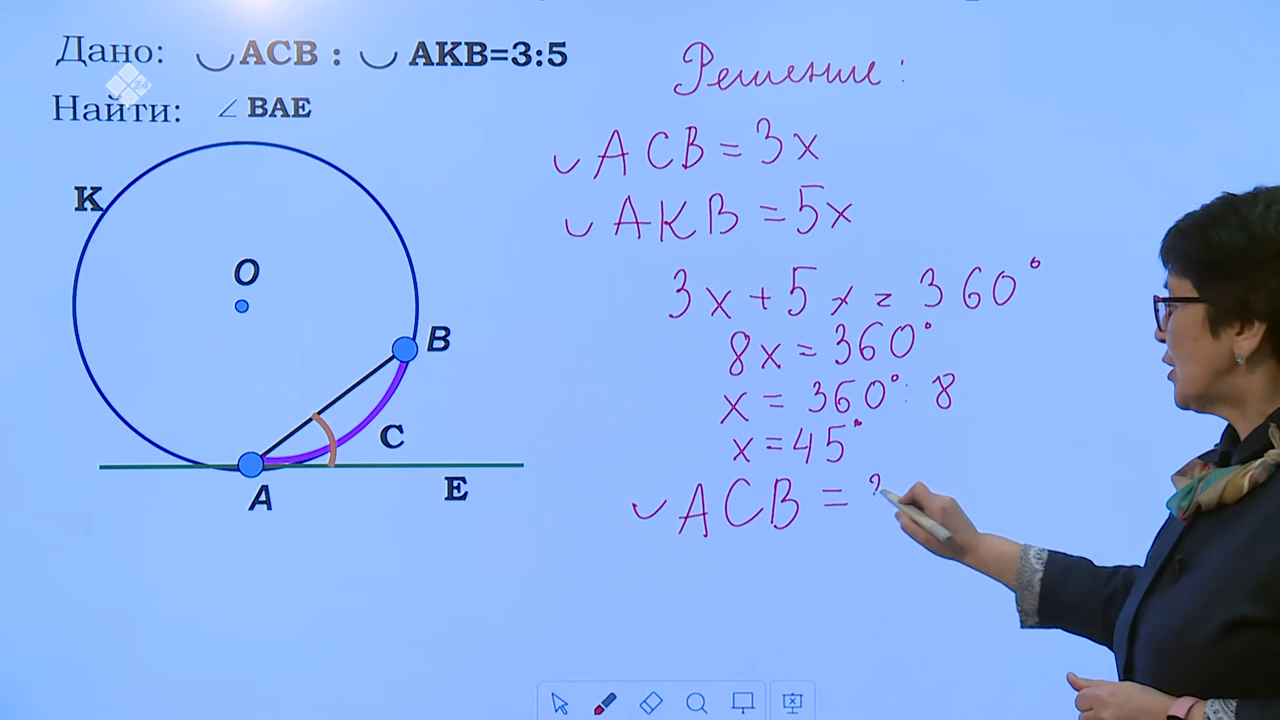 Дано: ◡ ACB : ◡ AKB=3:5
Найти: ∠ BAE
24
K
O
B
C
A
E
Решение:
◡ ACB = 3x
◡ AKB = 5x
3x + 5x = 360°
8x = 360°
x = 360° : 8
x = 45°
◡ ACB =